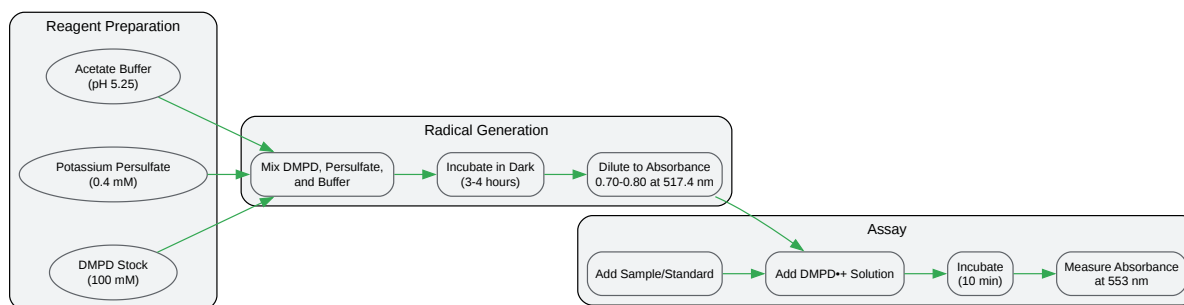 Reagent Preparation
Acetate Buffer
(pH 5.25)
Potassium Persulfate
(0.4 mM)
DMPD Stock
(100 mM)
Radical Generation
Mix DMPD, Persulfate,
and Buffer
Incubate in Dark
(3-4 hours)
Dilute to Absorbance
0.70-0.80 at 517.4 nm
Assay
Add Sample/Standard
Add DMPD•+ Solution
Incubate
(10 min)
Measure Absorbance
at 553 nm